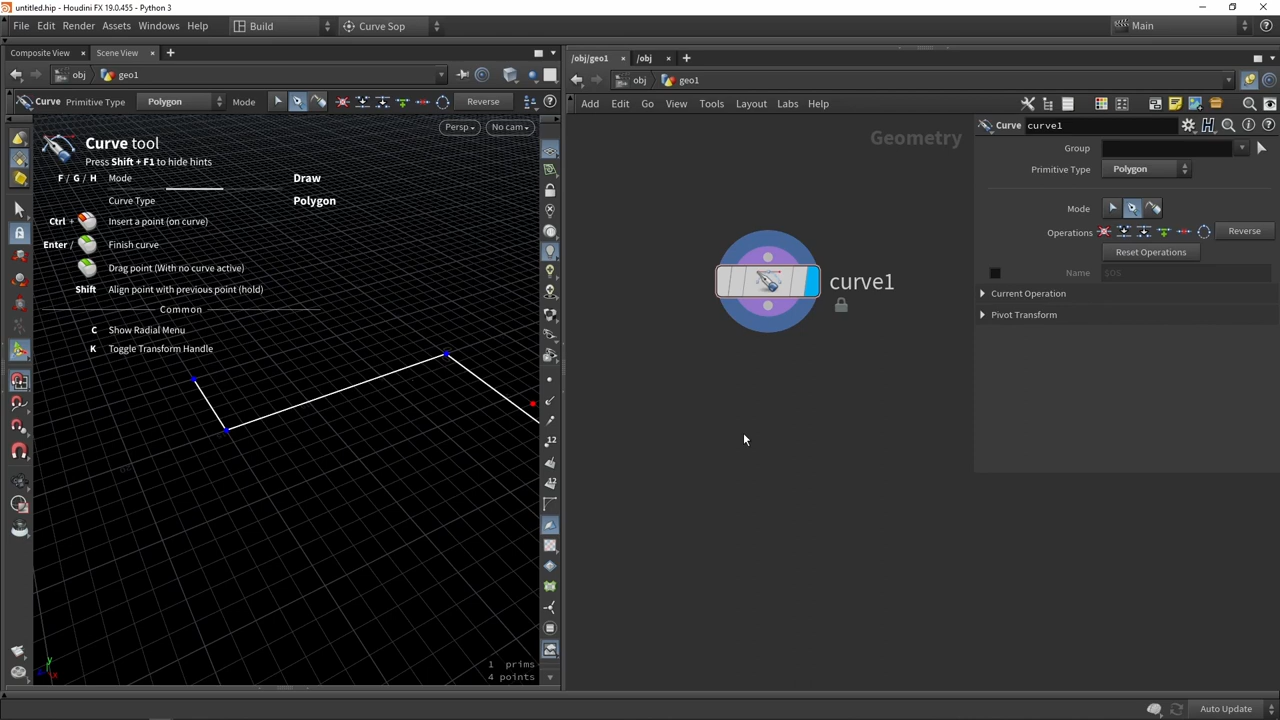 untitled.hip - Houdini FX 19.0.455 - Python 3
File Edit Render Assets Windows Help
Build
Curve Sop
Main
Composite View
Scene View
/obj/geo1
/obj
obj
geo1
obj
geo1
Curve
Primitive Type
Polygon
Mode
Reverse
Add Edit Go View Tools Layout Labs Help
Persp
No cam
Geometry
Curve tool
Press Shift + F1 to hide hints
F / G / H Mode Draw
Curve Type Polygon
Ctrl + Insert a point (on curve)
Enter / Finish curve
Drag point (With no curve active)
Shift Align point with previous point (hold)
Common
C Show Radial Menu
K Toggle Transform Handle
12
12
1 prims
4 points
curve1
Curve curve1
Group
Primitive Type Polygon
Mode
Operations Reverse
Reset Operations
Name $OS
Current Operation
Pivot Transform
Auto Update